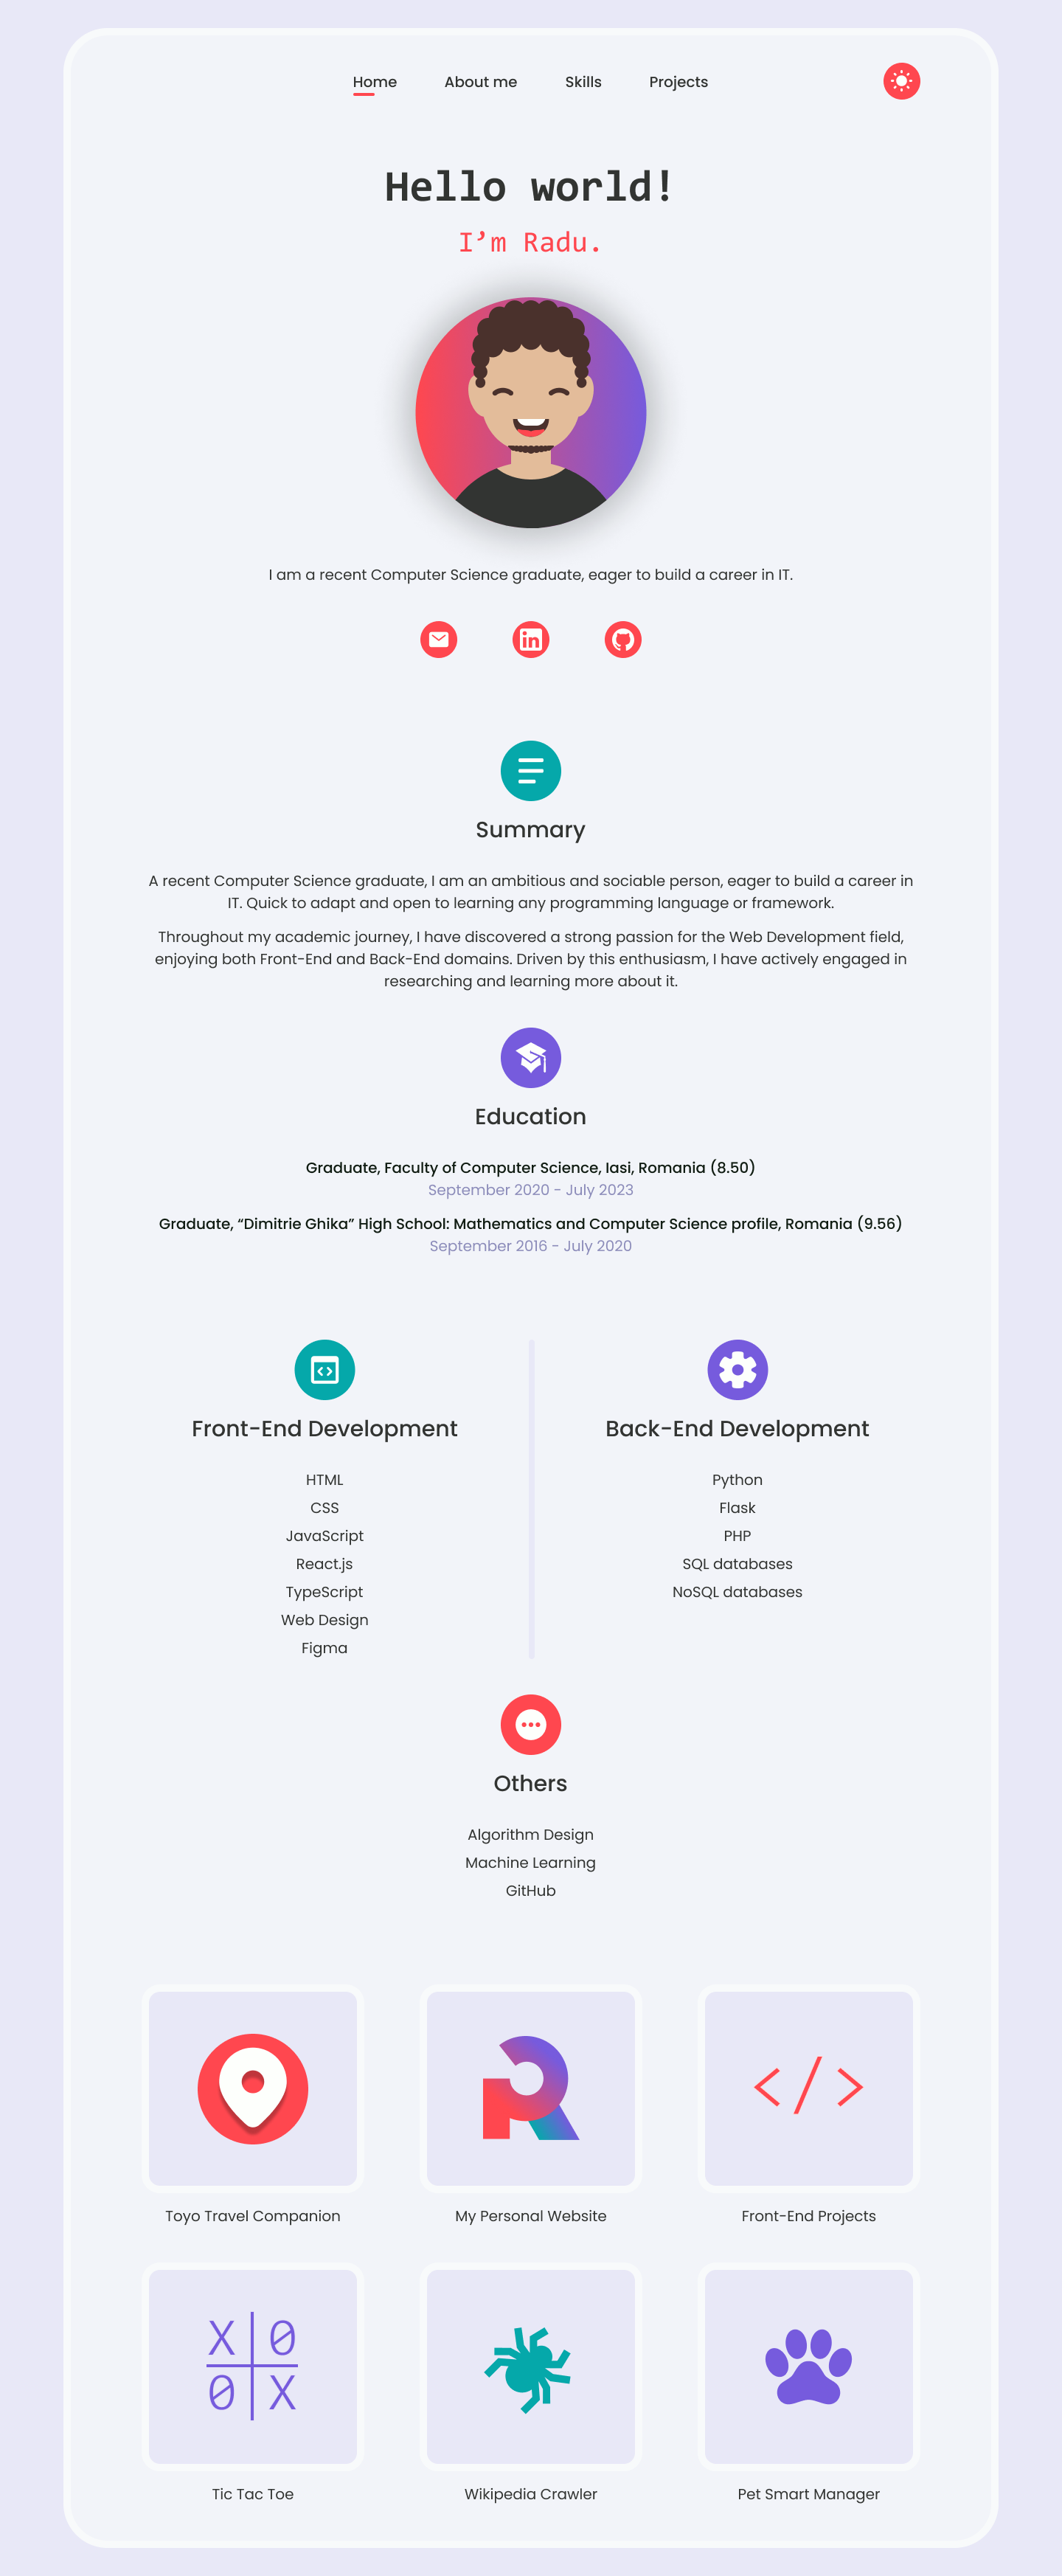 Home About me Skills Projects
Hello world!
I’m Radu.
I am a recent Computer Science graduate, eager to build a career in IT.
Summary
A recent Computer Science graduate, I am an ambitious and sociable person, eager to build a career in
IT. Quick to adapt and open to learning any programming language or framework.
Throughout my academic journey, I have discovered a strong passion for the Web Development field,
enjoying both Front-End and Back-End domains. Driven by this enthusiasm, I have actively engaged in
researching and learning more about it.
Education
Graduate, Faculty of Computer Science, Iasi, Romania (8.50)
September 2020 - July 2023
Graduate, “Dimitrie Ghika” High School: Mathematics and Computer Science profile, Romania (9.56)
September 2016 - July 2020
Front-End Development
HTML
CSS
JavaScript
React.js
TypeScript
Web Design
Figma
Back-End Development
Python
Flask
PHP
SQL databases
NoSQL databases
Others
Algorithm Design
Machine Learning
GitHub
R
</>
Toyo Travel Companion
My Personal Website
Front-End Projects
X 0
0 X
Tic Tac Toe
Wikipedia Crawler
Pet Smart Manager